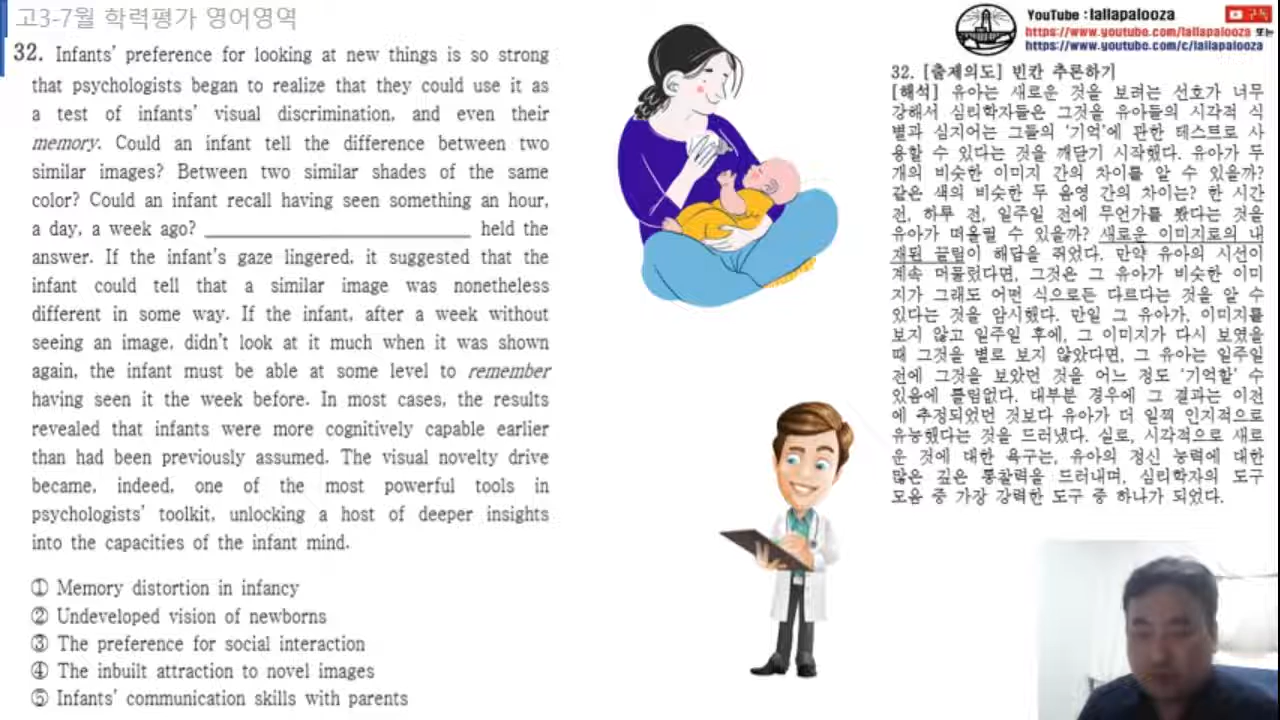 고3-7월 학력평가 영어영역
32. Infants' preference for looking at new things is so strong
that psychologists began to realize that they could use it as
a test of infants' visual discrimination, and even their
memory. Could an infant tell the difference between two
similar images? Between two similar shades of the same
color? Could an infant recall having seen something an hour,
a day, a week ago? ______________________________ held the
answer. If the infant's gaze lingered, it suggested that the
infant could tell that a similar image was nonetheless
different in some way. If the infant, after a week without
seeing an image, didn't look at it much when it was shown
again, the infant must be able at some level to remember
having seen it the week before. In most cases, the results
revealed that infants were more cognitively capable earlier
than had been previously assumed. The visual novelty drive
became, indeed, one of the most powerful tools in
psychologists' toolkit, unlocking a host of deeper insights
into the capacities of the infant mind.
① Memory distortion in infancy
② Undeveloped vision of newborns
③ The preference for social interaction
④ The inbuilt attraction to novel images
⑤ Infants' communication skills with parents
YouTube : lallapalooza 구독
https://www.youtube.com/lallapalooza 또는
https://www.youtube.com/c/lallapalooza
32. [출제의도] 빈칸 추론하기
[해석] 유아는 새로운 것을 보려는 선호가 너무
강해서 심리학자들은 그것을 유아들의 시각적 식
별과 심지어는 그들의 '기억'에 관한 테스트로 사
용할 수 있다는 것을 깨닫기 시작했다. 유아가 두
개의 비슷한 이미지 간의 차이를 알 수 있을까?
같은 색의 비슷한 두 음영 간의 차이는? 한 시간
전, 하루 전, 일주일 전에 무언가를 봤다는 것을
유아가 떠올릴 수 있을까? 새로운 이미지로의 내
재된 끌림이 해답을 쥐었다. 만약 유아의 시선이
계속 머물렀다면, 그것은 그 유아가 비슷한 이미
지가 그래도 어떤 식으로든 다르다는 것을 알 수
있다는 것을 암시했다. 만일 그 유아가, 이미지를
보지 않고 일주일 후에, 그 이미지가 다시 보였을
때 그것을 별로 보지 않았다면, 그 유아는 일주일
전에 그것을 보았던 것을 어느 정도 '기억할' 수
있음에 틀림없다. 대부분 경우에 그 결과는 이전
에 추정되었던 것보다 유아가 더 일찍 인지적으로
유능했다는 것을 드러냈다. 실로, 시각적으로 새로
운 것에 대한 욕구는, 유아의 정신 능력에 대한
많은 깊은 통찰력을 드러내며, 심리학자의 도구
모음 중 가장 강력한 도구 중 하나가 되었다.